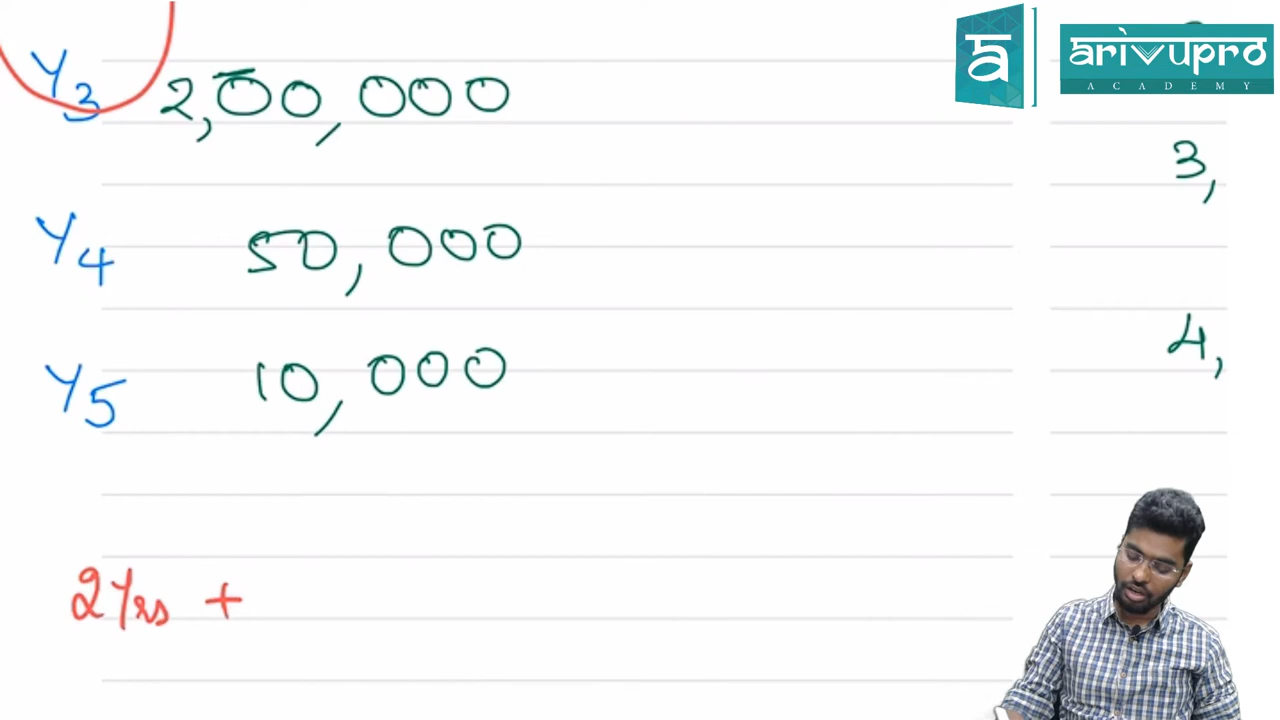 arivupro
ACADEMY
Y3 2,00,000
3,
Y4 50,000
4,
Y5 10,000
2Yrs +